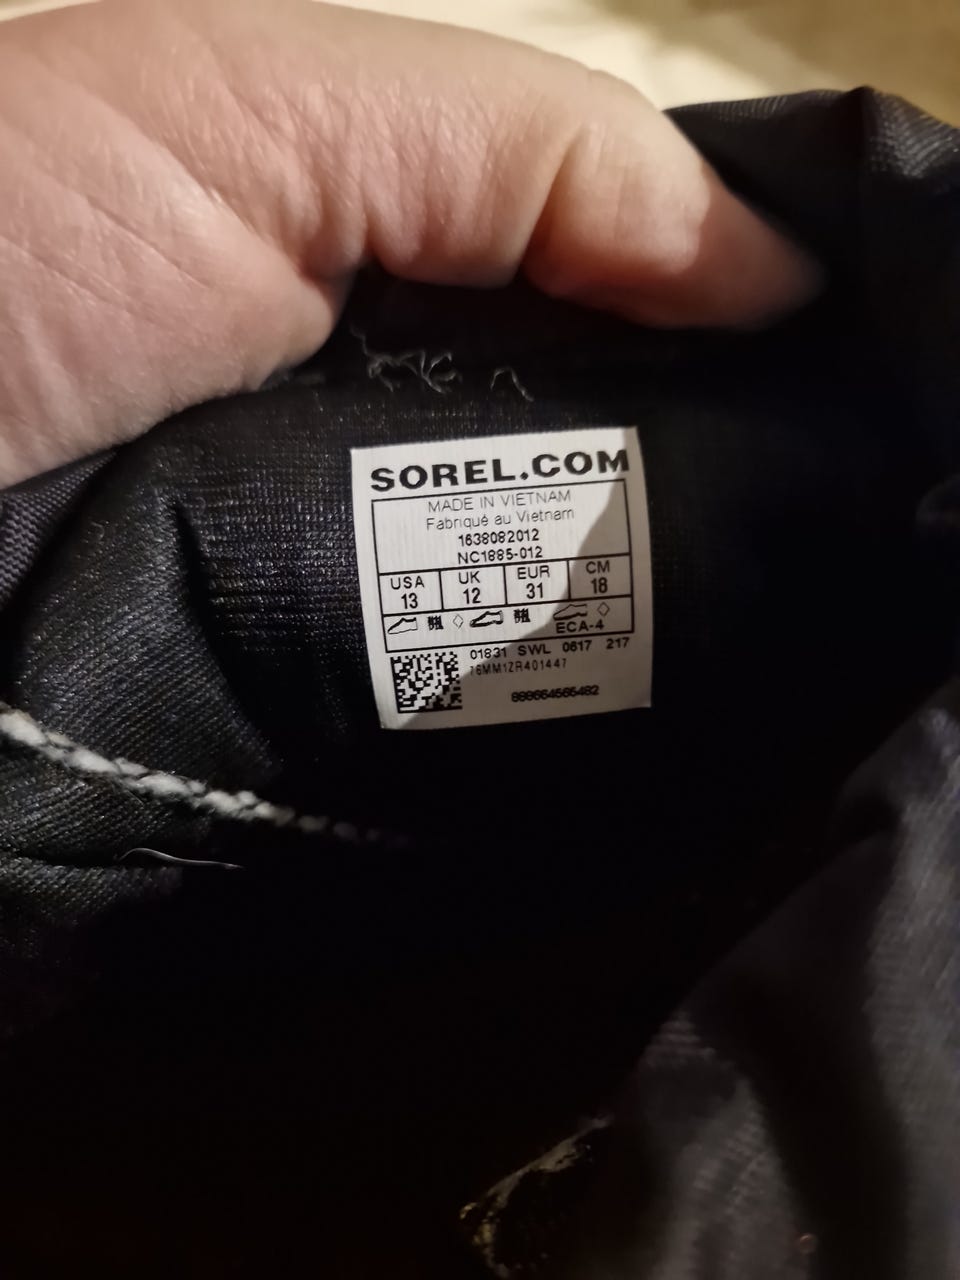 SOREL.COM
MADE IN VIETNAM
Fabriqué au Vietnam
1638082012
NC1885-012
USA UK EUR CM
13 12 31 18
ECA-4
01831 SWL 0617 217
16MM1ZR401447
888664565482